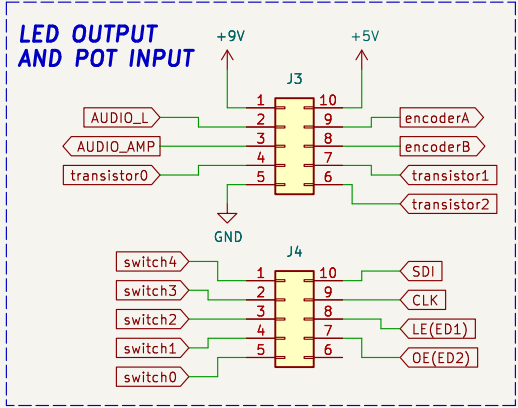 LED OUTPUT
AND POT INPUT
+9V
+5V
J3
1 10
AUDIO_L 2 9 encoderA
AUDIO_AMP 3 8 encoderB
transistor0 4 7 transistor1
5 6
transistor2
GND
J4
switch4
1 10 SDI
switch3 2 9 CLK
switch2 3 8 LE(ED1)
switch1 4 7 OE(ED2)
5 6
switch0